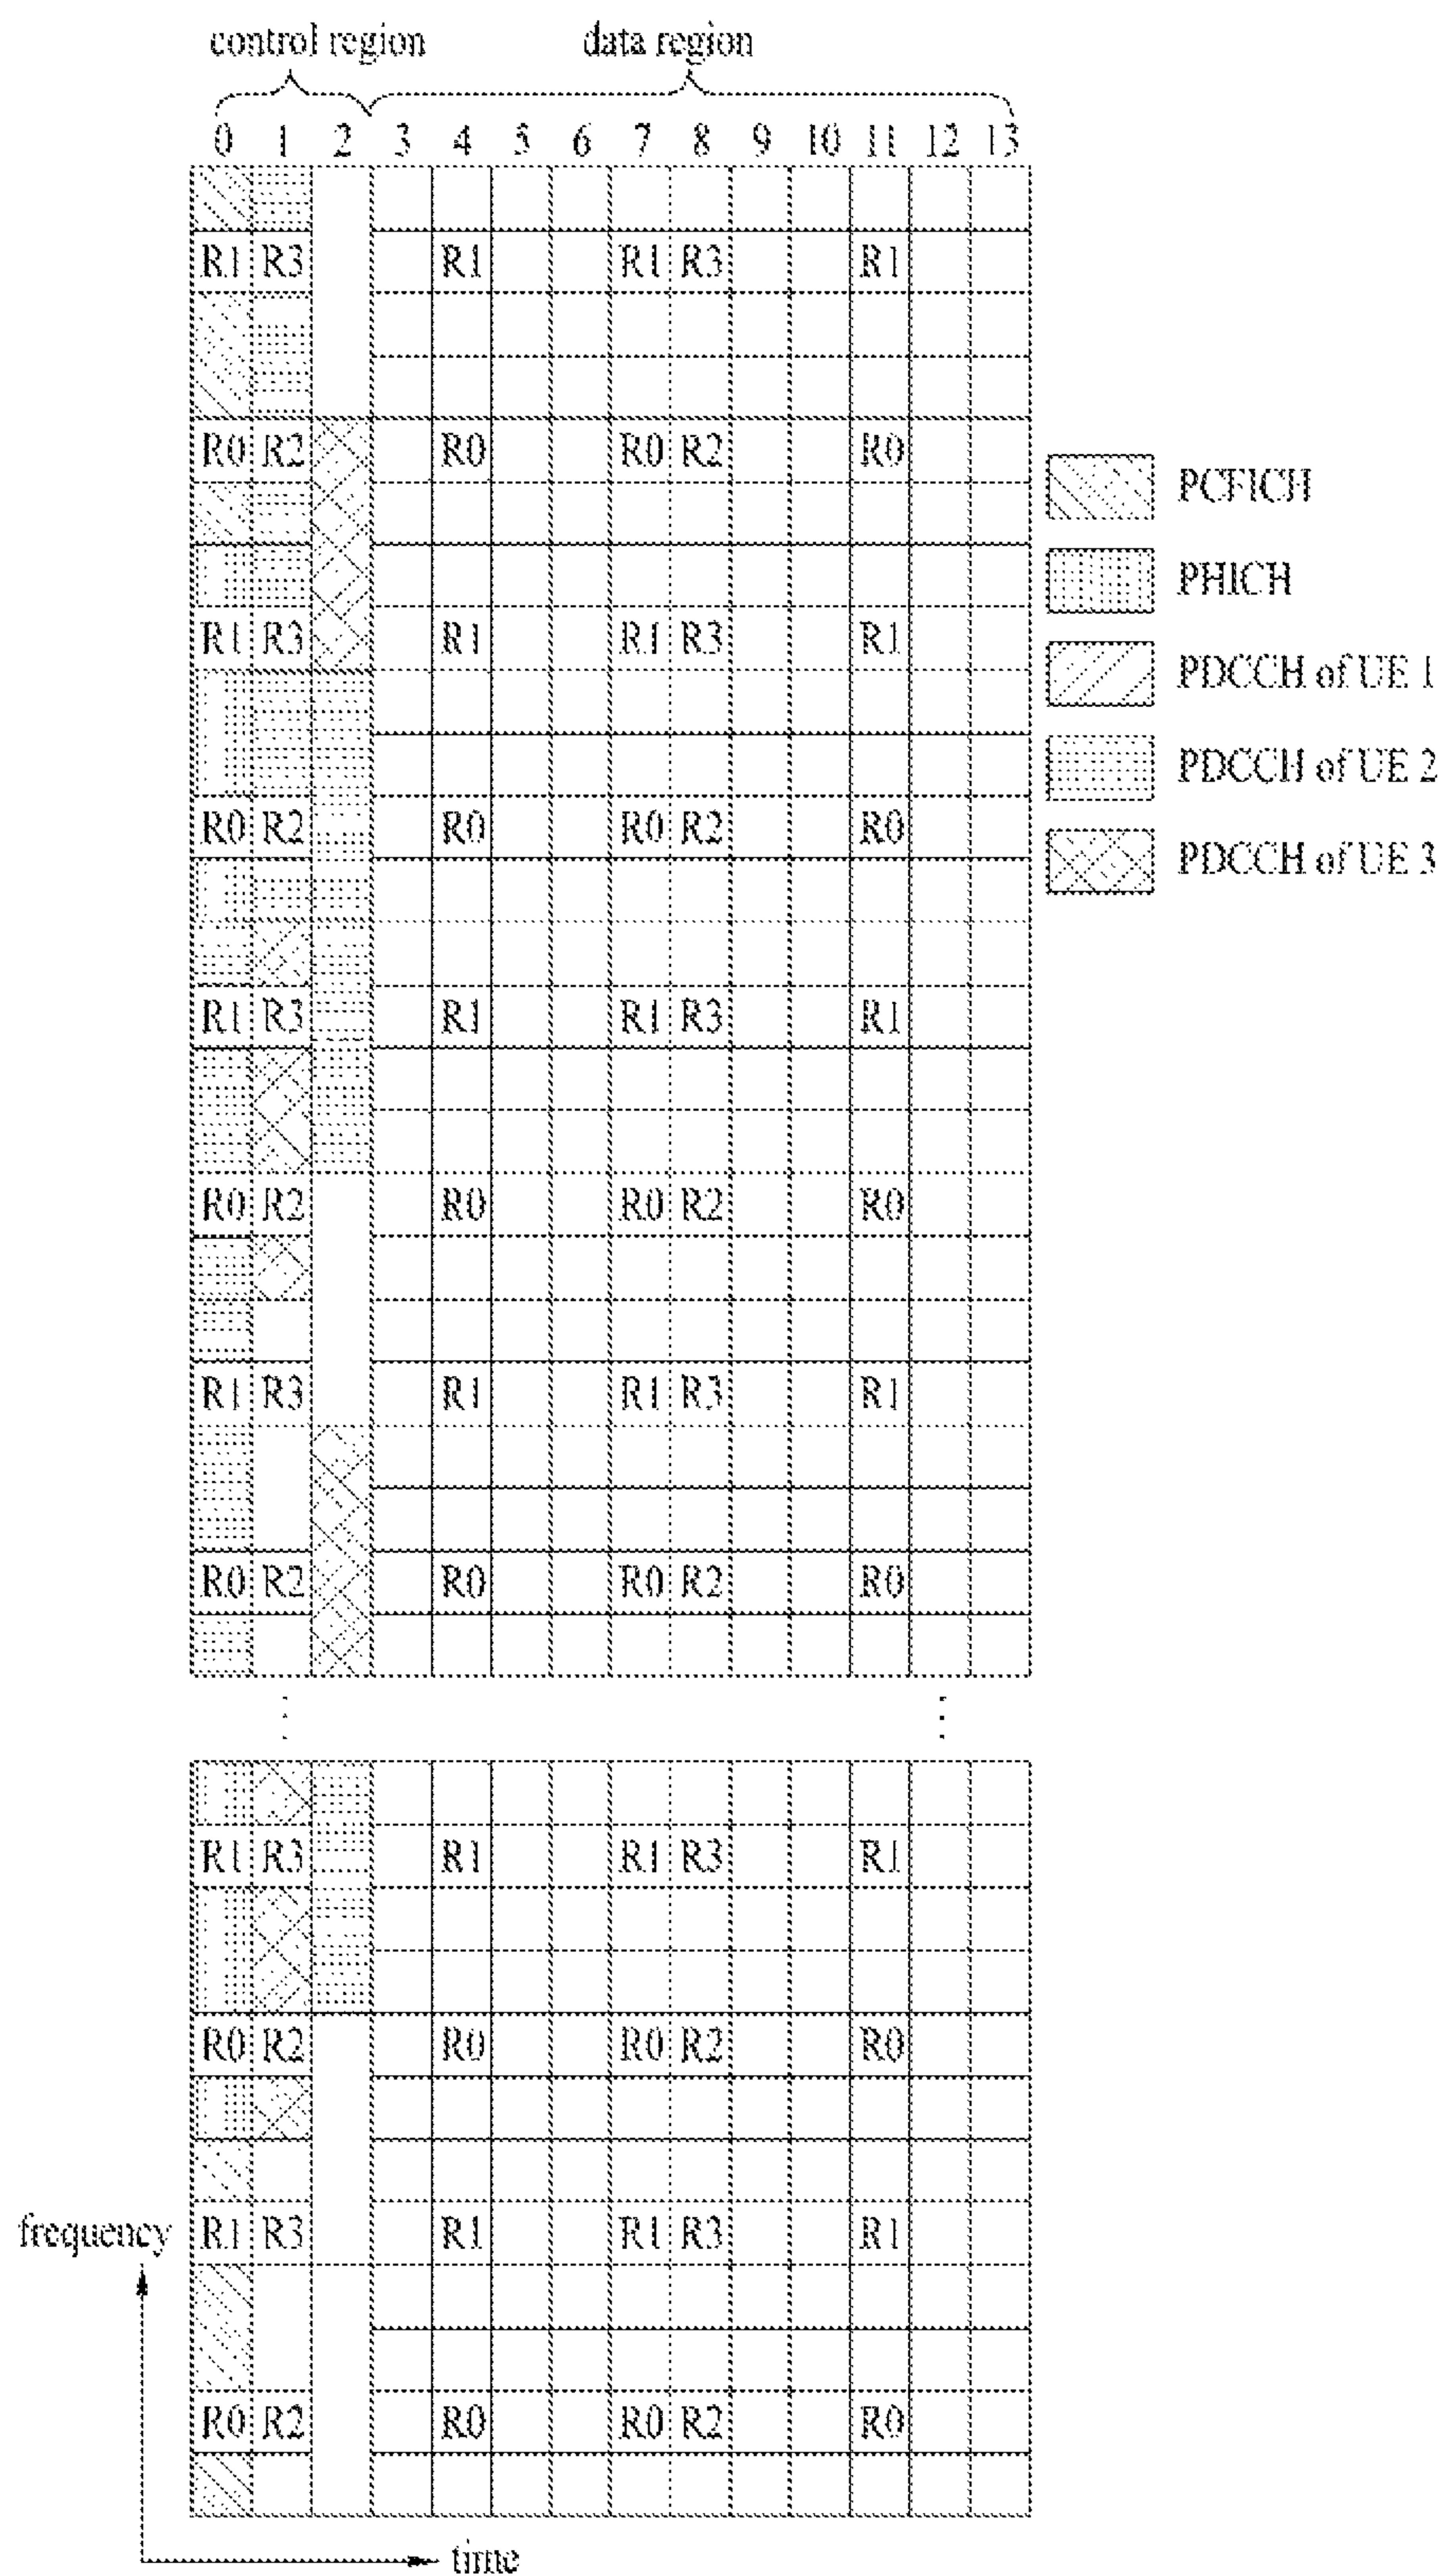 control region data region
0 1 2 3 4 5 6 7 8 9 10 11 12 13
R1 R3 R1 R1 R3 R1
R0 R2 R0 R0 R2 R0
PCFICH
PHICH
R1 R3 R1 R1 R3 R1
PDCCH of UE 1
PDCCH of UE 2
R0 R2 R0 R0 R2 R0
PDCCH of UE 3
R1 R3 R1 R1 R3 R1
R0 R2 R0 R0 R2 R0
R1 R3 R1 R1 R3 R1
R0 R2 R0 R0 R2 R0
R1 R3 R1 R1 R3 R1
R0 R2 R0 R0 R2 R0
frequency R1 R3 R1 R1 R3 R1
R0 R2 R0 R0 R2 R0
time